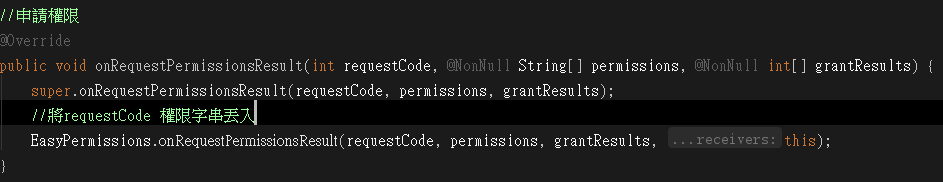 //申請權限
@Override
public void onRequestPermissionsResult(int requestCode, @NonNull String[] permissions, @NonNull int[] grantResults) {
super.onRequestPermissionsResult(requestCode, permissions, grantResults);
//將requestCode 權限字串丟入
EasyPermissions.onRequestPermissionsResult(requestCode, permissions, grantResults, ...receivers: this);
}